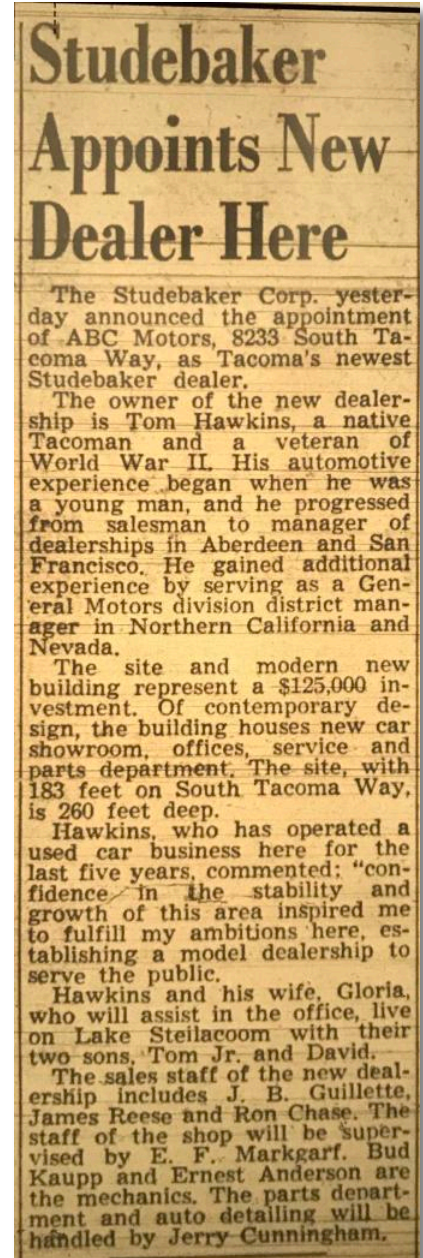 Studebaker
Appoints New
Dealer Here
The Studebaker Corp. yester-
day announced the appointment
of ABC Motors, 8233 South Ta-
coma Way, as Tacoma's newest
Studebaker dealer.
The owner of the new dealer-
ship is Tom Hawkins, a native
Tacoman and a veteran of
World War II. His automotive
experience began when he was
a young man, and he progressed
from salesman to manager of
dealerships in Aberdeen and San
Francisco. He gained additional
experience by serving as a Gen-
eral Motors division district man-
ager in Northern California and
Nevada.
The site and modern new
building represent a $125,000 in-
vestment. Of contemporary de-
sign, the building houses new car
showroom, offices, service and
parts department. The site, with
183 feet on South Tacoma Way,
is 260 feet deep.
Hawkins, who has operated a
used car business here for the
last five years, commented: "con-
fidence in the stability and
growth of this area inspired me
to fulfill my ambitions here, es-
tablishing a model dealership to
serve the public.
Hawkins and his wife, Gloria,
who will assist in the office, live
on Lake Steilacoom with their
two sons, Tom Jr. and David.
The sales staff of the new deal-
ership includes J. B. Guillette,
James Reese and Ron Chase. The
staff of the shop will be super-
vised by E. F. Markgarf. Bud
Kaupp and Ernest Anderson are
the mechanics. The parts depart-
ment and auto detailing will be
handled by Jerry Cunningham.